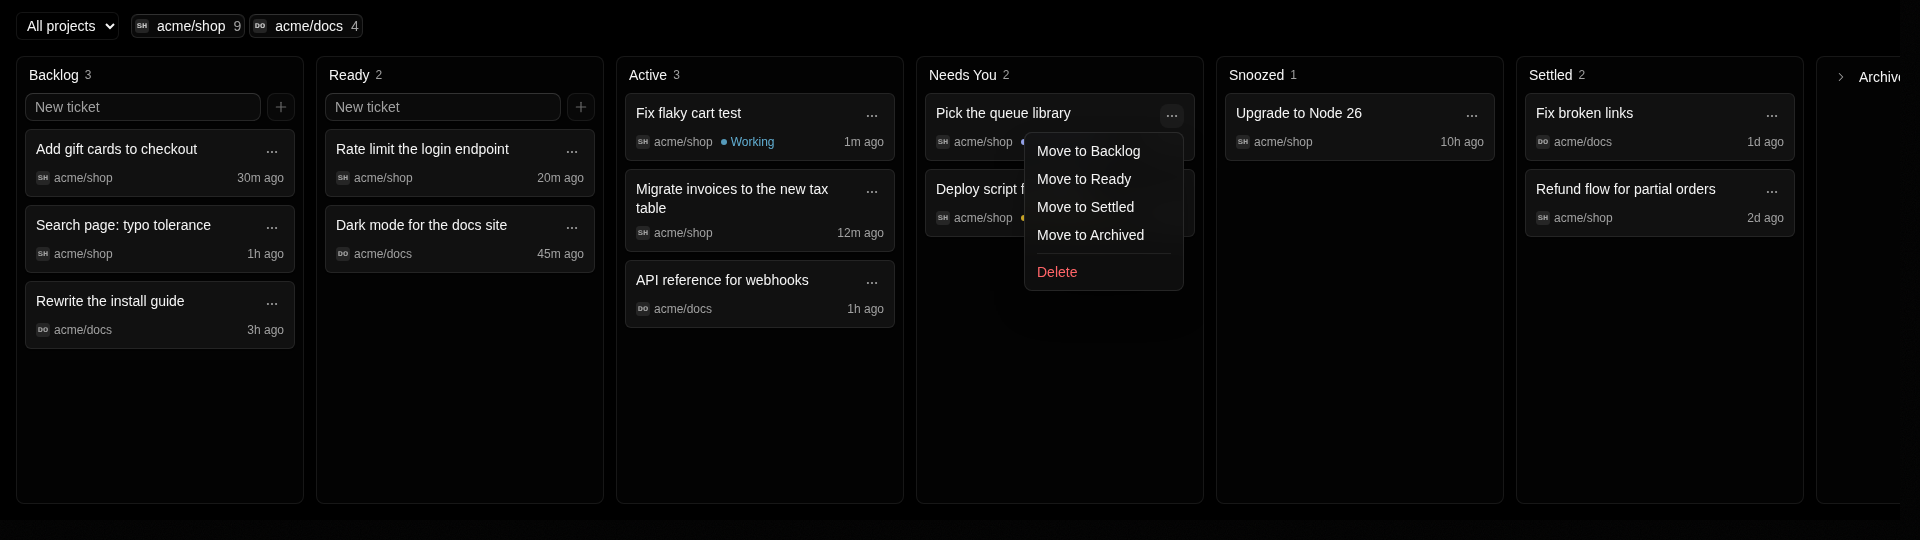 All projects
SH acme/shop 9
DO acme/docs 4
Backlog 3
New ticket
Add gift cards to checkout
SH acme/shop 30m ago
Search page: typo tolerance
SH acme/shop 1h ago
Rewrite the install guide
DO acme/docs 3h ago
Ready 2
New ticket
Rate limit the login endpoint
SH acme/shop 20m ago
Dark mode for the docs site
DO acme/docs 45m ago
Active 3
Fix flaky cart test
SH acme/shop Working 1m ago
Migrate invoices to the new tax
table
SH acme/shop 12m ago
API reference for webhooks
DO acme/docs 1h ago
Needs You 2
Pick the queue library
SH acme/shop
Deploy script
SH acme/shop
Move to Backlog
Move to Ready
Move to Settled
Move to Archived
Delete
Snoozed 1
Upgrade to Node 26
SH acme/shop 10h ago
Settled 2
Fix broken links
DO acme/docs 1d ago
Refund flow for partial orders
SH acme/shop 2d ago